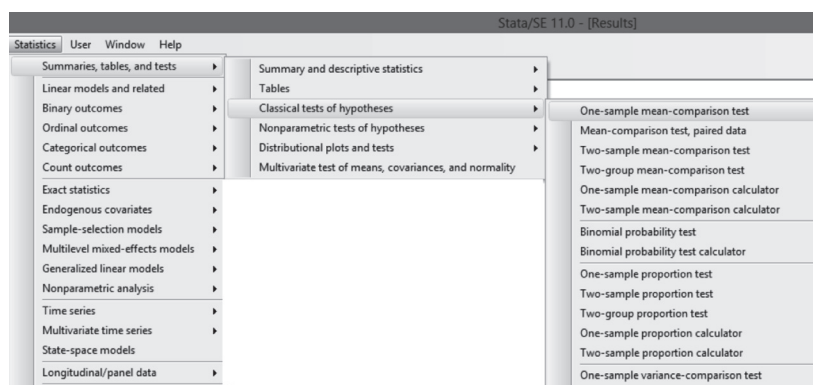 Stata/SE 11.0 - [Results]
Statistics User Window Help
Summaries, tables, and tests
Linear models and related
Binary outcomes
Ordinal outcomes
Categorical outcomes
Count outcomes
Exact statistics
Endogenous covariates
Sample-selection models
Multilevel mixed-effects models
Generalized linear models
Nonparametric analysis
Time series
Multivariate time series
State-space models
Longitudinal/panel data
Summary and descriptive statistics
Tables
Classical tests of hypotheses
Nonparametric tests of hypotheses
Distributional plots and tests
Multivariate test of means, covariances, and normality
One-sample mean-comparison test
Mean-comparison test, paired data
Two-sample mean-comparison test
Two-group mean-comparison test
One-sample mean-comparison calculator
Two-sample mean-comparison calculator
Binomial probability test
Binomial probability test calculator
One-sample proportion test
Two-sample proportion test
Two-group proportion test
One-sample proportion calculator
Two-sample proportion calculator
One-sample variance-comparison test